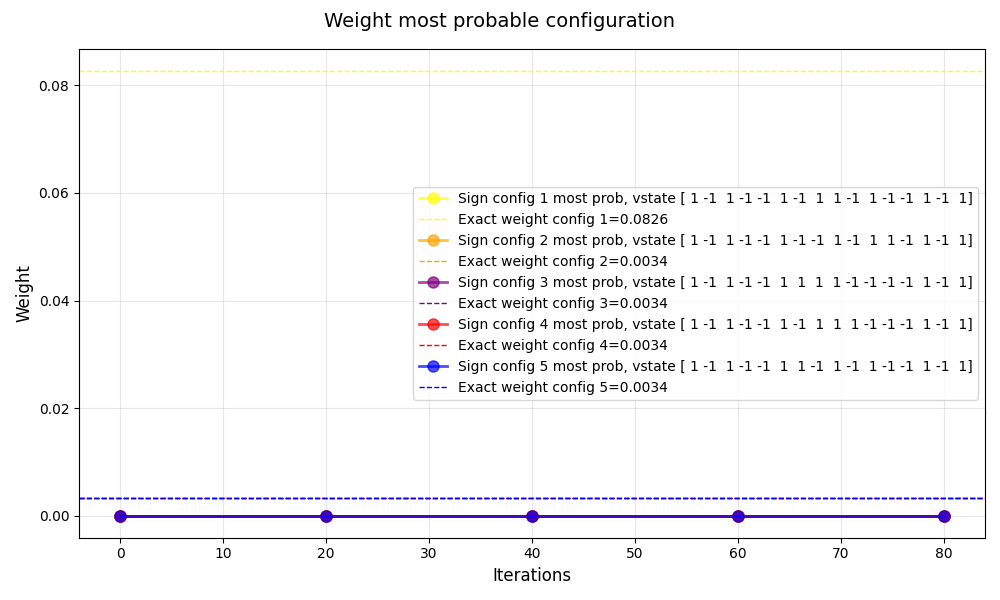 Weight most probable configuration
0.08
0.06
0.04
0.02
0.00
Weight
Sign config 1 most prob, vstate [ 1 -1  1 -1 -1  1 -1  1  1 -1  1 -1 -1  1 -1  1]
Exact weight config 1=0.0826
Sign config 2 most prob, vstate [ 1 -1  1 -1 -1  1 -1 -1  1 -1  1  1 -1  1 -1  1]
Exact weight config 2=0.0034
Sign config 3 most prob, vstate [ 1 -1  1 -1 -1  1  1  1  1 -1 -1 -1 -1  1 -1  1]
Exact weight config 3=0.0034
Sign config 4 most prob, vstate [ 1 -1  1 -1 -1  1 -1  1  1  1 -1 -1 -1  1 -1  1]
Exact weight config 4=0.0034
Sign config 5 most prob, vstate [ 1 -1  1 -1 -1  1  1 -1  1 -1  1 -1 -1  1 -1  1]
Exact weight config 5=0.0034
0 10 20 30 40 50 60 70 80
Iterations